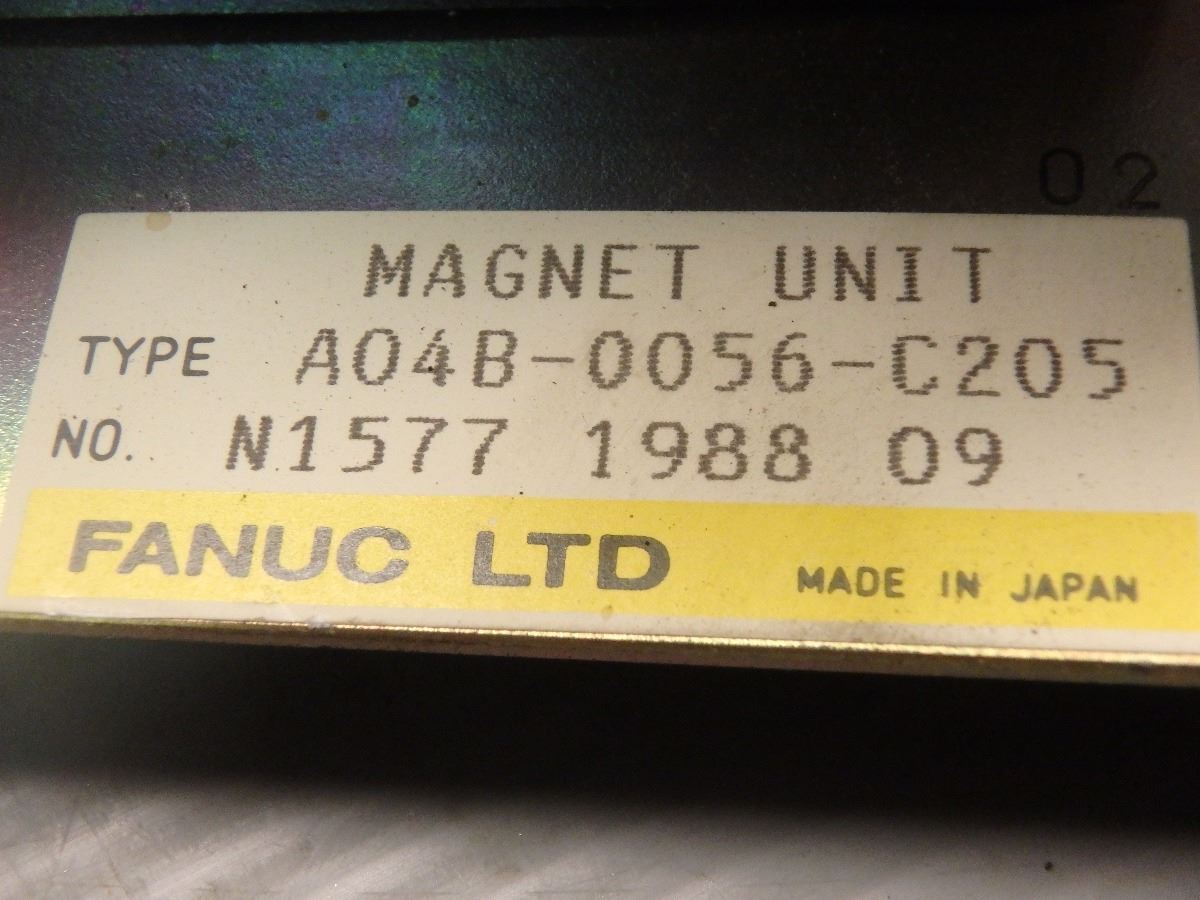 02
MAGNET UNIT
TYPE A04B-0056-C205
NO. N1577 1988 09
FANUC LTD MADE IN JAPAN